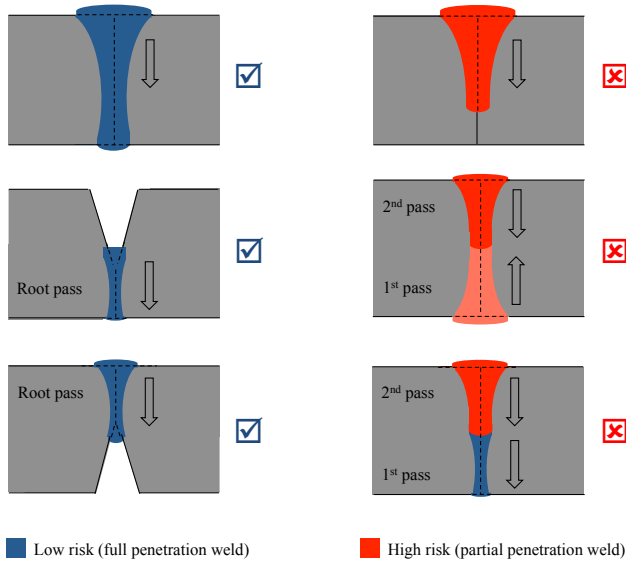 2nd pass
1st pass
Root pass
Root pass
2nd pass
1st pass
Low risk (full penetration weld)
High risk (partial penetration weld)